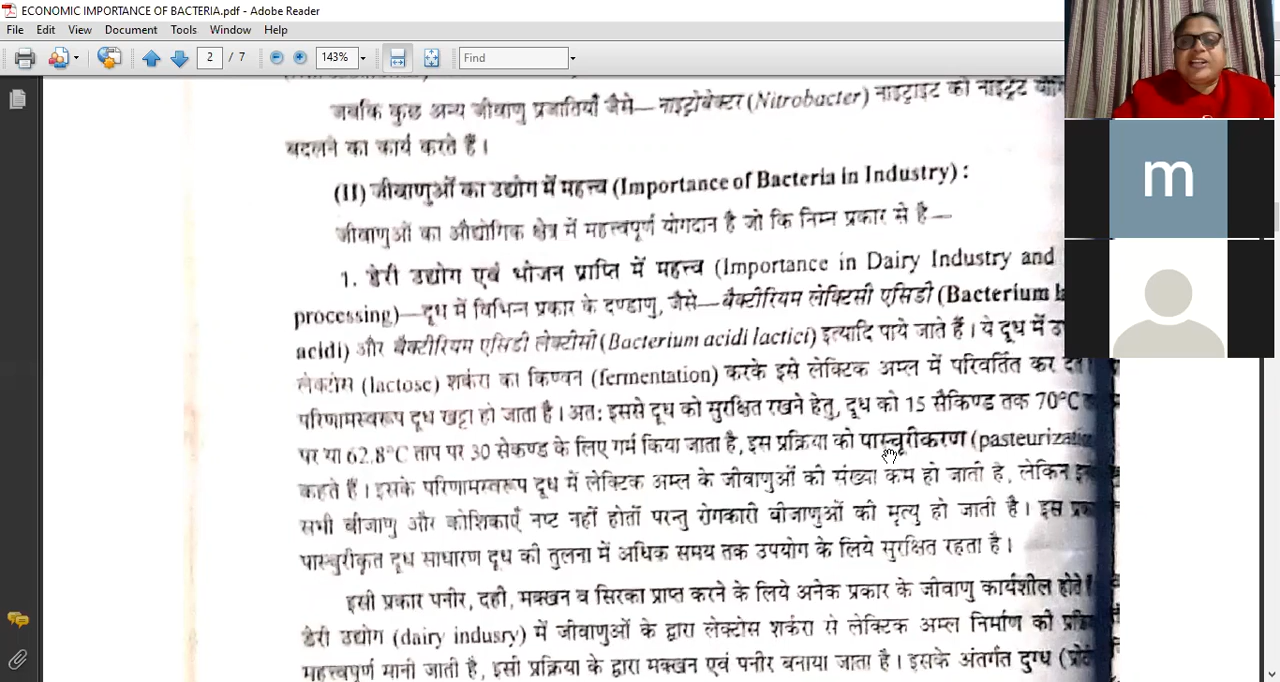 ECONOMIC IMPORTANCE OF BACTERIA.pdf - Adobe Reader
File Edit View Document Tools Window Help
2 / 7 143% Find
जबकि कुछ अन्य जीवाणु प्रजातियाँ जैसे— नाइट्रोबेक्टर (Nitrobacter) नाइट्राइट को नाइट्रेट
बदलने का कार्य करते हैं।
(II) जीवाणुओं का उद्योग में महत्त्व (Importance of Bacteria in Industry) :
जीवाणुओं का औद्योगिक क्षेत्र में महत्त्वपूर्ण योगदान है जो कि निम्न प्रकार से है—
1. डेरी उद्योग एवं भोजन प्राप्ति में महत्त्व (Importance in Dairy Industry and
processing)—दूध में विभिन्न प्रकार के दण्डाणु, जैसे—बैक्टीरियम लेक्टिसी एसिडी (Bacterium
acidi) और बैक्टीरियम एसिडी लेक्टीसी (Bacterium acidi lactici) इत्यादि पाये जाते हैं। ये दूध में
लेक्टोस (lactose) शर्करा का किण्वन (fermentation) करके इसे लेक्टिक अम्ल में परिवर्तित कर
परिणामस्वरूप दूध खट्टा हो जाता है। अत: इससे दूध को सुरक्षित रखने हेतु, दूध को 15 सैकिण्ड तक 70°C
पर या 62.8°C ताप पर 30 सेकण्ड के लिए गर्म किया जाता है, इस प्रक्रिया को पास्चुरीकरण (pasteurization
कहते हैं। इसके परिणामस्वरूप दूध में लेक्टिक अम्ल के जीवाणुओं की संख्या कम हो जाती है, लेकिन
सभी बीजाणु और कोशिकाएँ नष्ट नहीं होतीं परन्तु रोगकारी बीजाणुओं की मृत्यु हो जाती है। इस
पास्चुरीकृत दूध साधारण दूध की तुलना में अधिक समय तक उपयोग के लिये सुरक्षित रहता है।
इसी प्रकार पनीर, दही, मक्खन व सिरका प्राप्त करने के लिये अनेक प्रकार के जीवाणु कार्यशील होते
डेरी उद्योग (dairy indusry) में जीवाणुओं के द्वारा लेक्टोस शर्करा से लेक्टिक अम्ल निर्माण की
महत्त्वपूर्ण मानी जाती है, इसी प्रक्रिया के द्वारा मक्खन एवं पनीर बनाया जाता है। इसके अंतर्गत दुग्ध
m